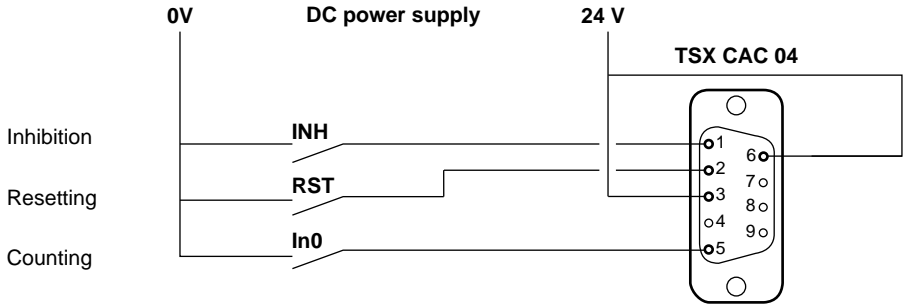 0V DC power supply 24 V
TSX CAC 04
Inhibition INH 1
6
2
Resetting RST 7
3
8
4
9
Counting In0 5